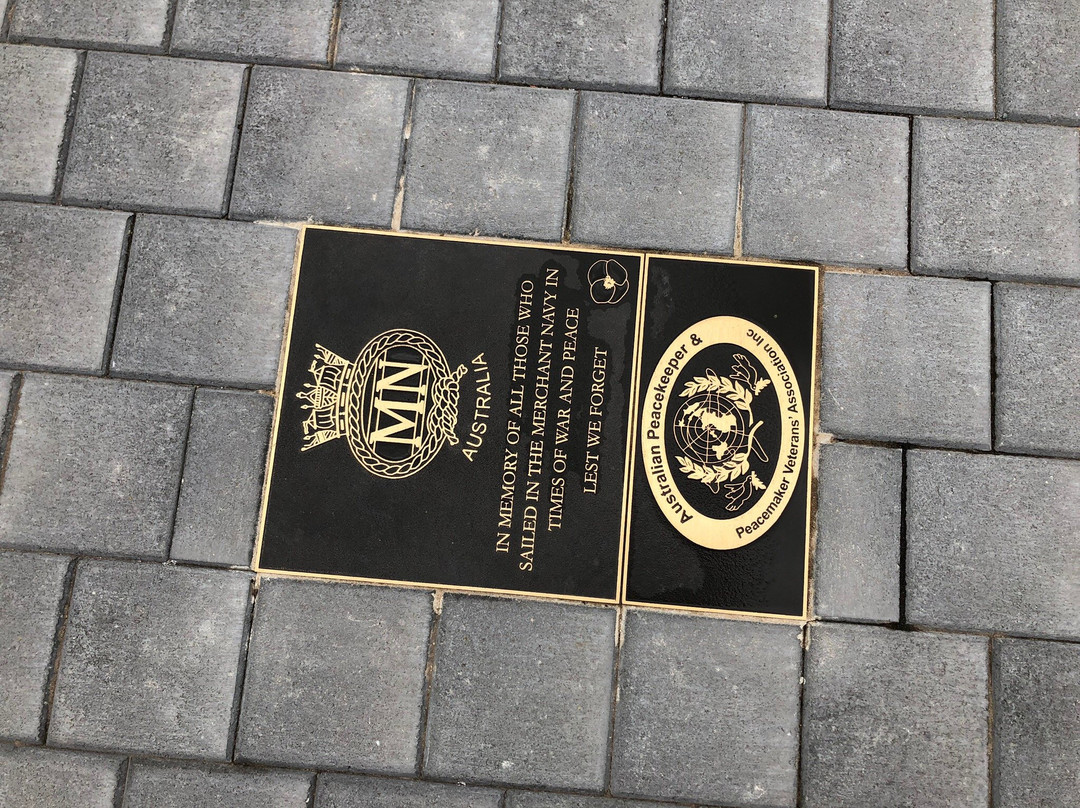 MN
AUSTRALIA
IN MEMORY OF ALL THOSE WHO
SAILED IN THE MERCHANT NAVY IN
TIMES OF WAR AND PEACE
LEST WE FORGET
Australian Peacekeeper &
Peacemaker Veterans' Association Inc